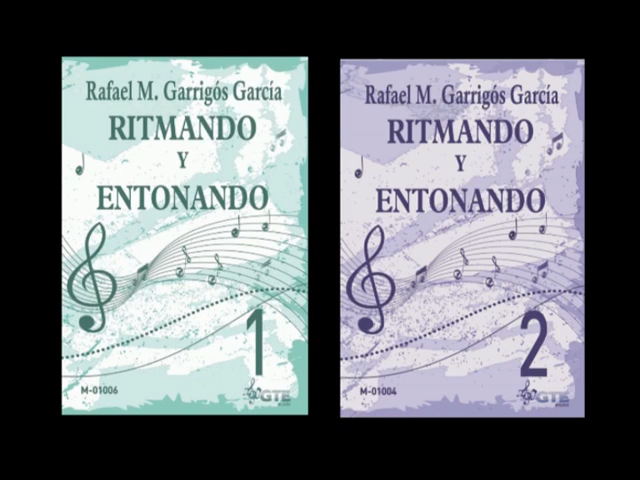 Rafael M. Garrigós García
RITMANDO
Y
ENTONANDO
1
M-01006
GTE
Rafael M. Garrigós García
RITMANDO
Y
ENTONANDO
2
M-01004
GTE